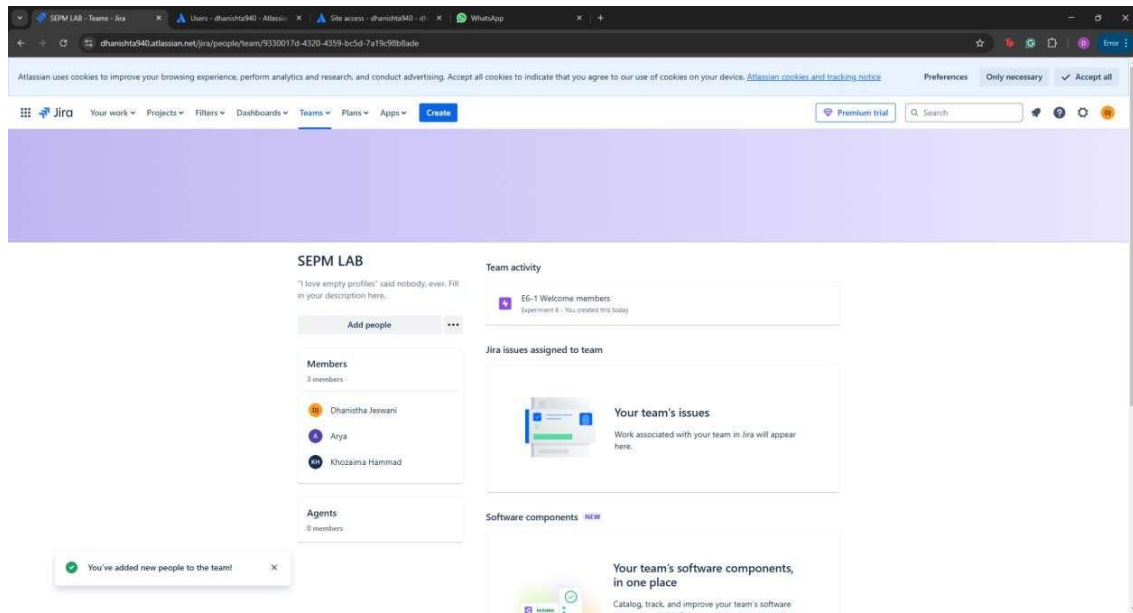 SEPM LAB - Teams - Jira
Users - dhanishta940 - Atlassia
Site access - dhanishta940 - dh
WhatsApp
dhanishta940.atlassian.net/jira/people/team/9330017d-4320-4359-bc5d-7a19c98b8ade
Error
Atlassian uses cookies to improve your browsing experience, perform analytics and research, and conduct advertising. Accept all cookies to indicate that you agree to our use of cookies on your device. Atlassian cookies and tracking notice
Preferences
Only necessary
Accept all
Jira
Your work
Projects
Filters
Dashboards
Teams
Plans
Apps
Create
Premium trial
Search
DJ
SEPM LAB
"I love empty profiles" said nobody, ever. Fill
in your description here.
Add people
Members
3 members
DJ Dhanistha Jeswani
A Arya
KH Khozaima Hammad
Agents
0 members
Team activity
E6-1 Welcome members
Experiment 6 - You created this today
Jira issues assigned to team
Your team's issues
Work associated with your team in Jira will appear
here.
Software components NEW
Your team's software components,
in one place
Catalog, track, and improve your team's software
You've added new people to the team!